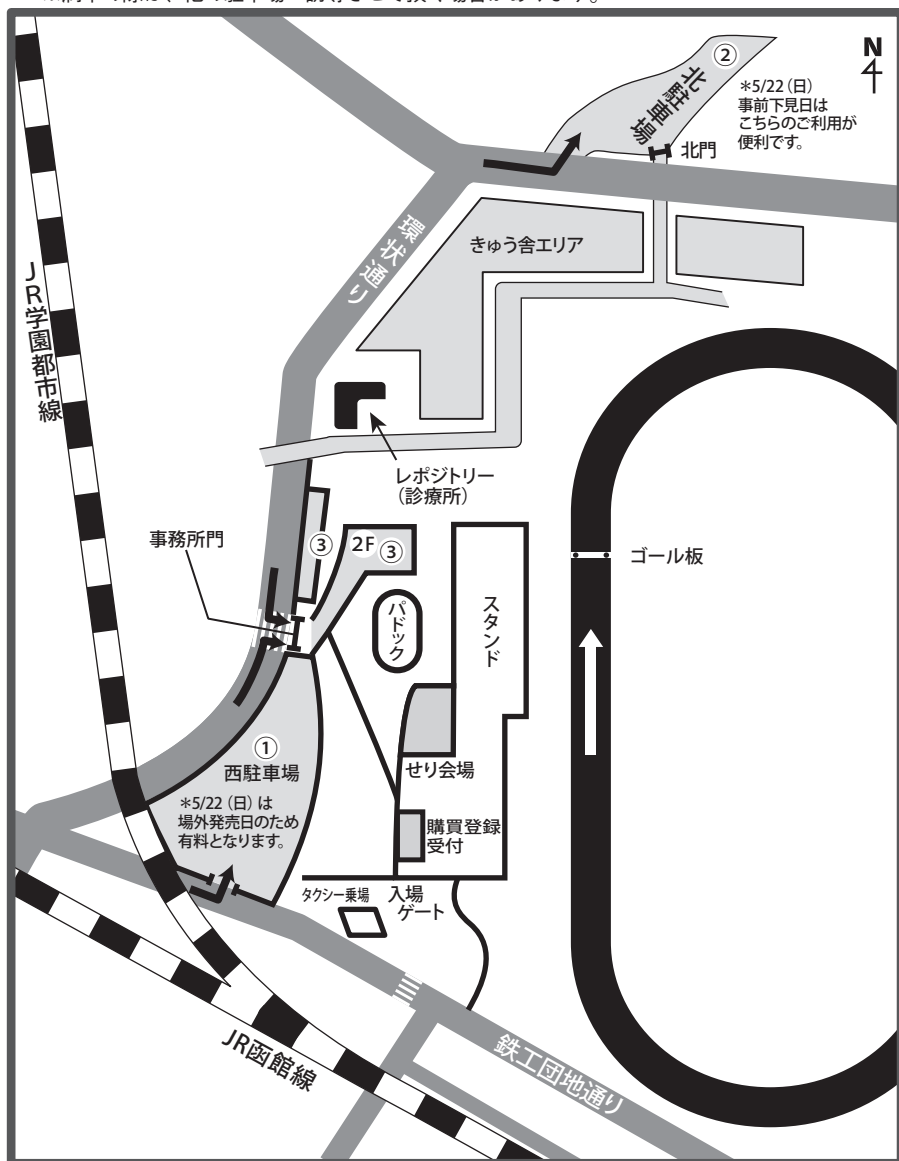 ②
北駐車場
N
*5/22（日）
事前下見日は
こちらのご利用が
便利です。
北門
環状通り
きゅう舎エリア
JR学園都市線
レポジトリー
（診療所）
事務所門
③
2F ③
ゴール板
パドック
スタンド
①
西駐車場
*5/22（日）は
場外発売日のため
有料となります。
せり会場
購買登録
受付
タクシー乗場
入場
ゲート
JR函館線
鉄工団地通り